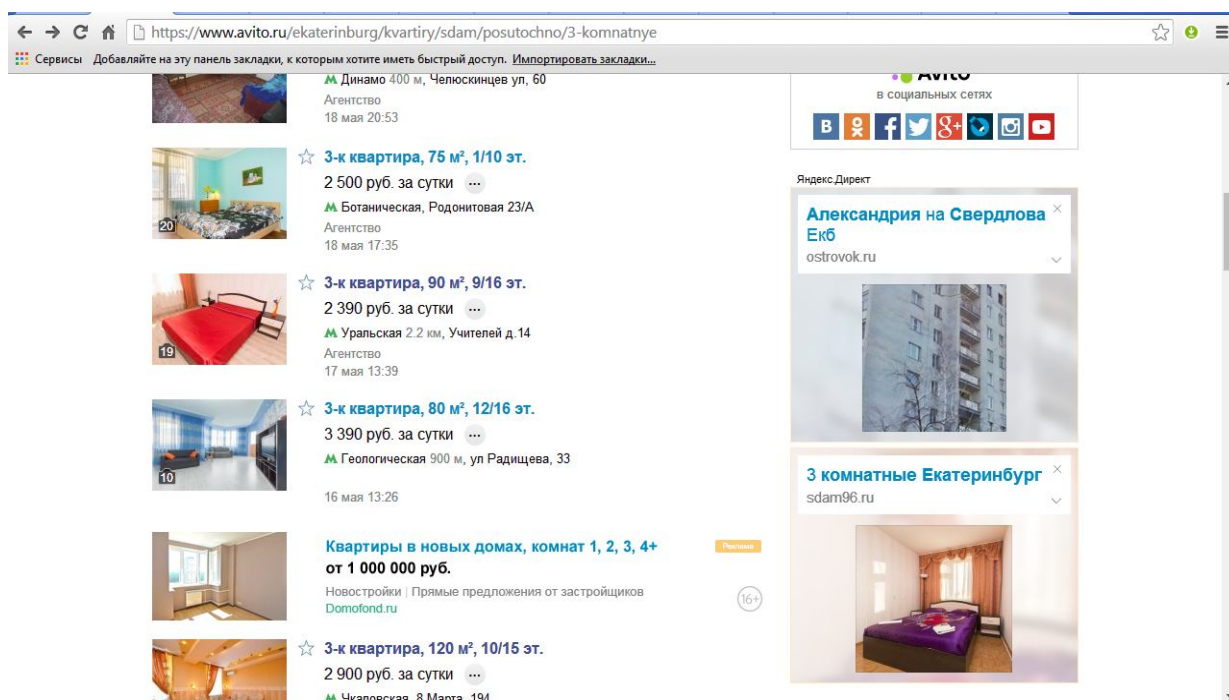 https://www.avito.ru/ekaterinburg/kvartiry/sdam/posutochno/3-komnatnye
Сервисы Добавляйте на эту панель закладки, к которым хотите иметь быстрый доступ. Импортировать закладки...
Динамо 400 м, Челюскинцев ул, 60
Агентство
18 мая 20:53
3-к квартира, 75 м², 1/10 эт.
2 500 руб. за сутки ...
Ботаническая, Родонитовая 23/А
Агентство
18 мая 17:35
20
3-к квартира, 90 м², 9/16 эт.
2 390 руб. за сутки ...
Уральская 2.2 км, Учителей д.14
Агентство
17 мая 13:39
19
3-к квартира, 80 м², 12/16 эт.
3 390 руб. за сутки ...
Геологическая 900 м, ул Радищева, 33
16 мая 13:26
10
Квартиры в новых домах, комнат 1, 2, 3, 4+
от 1 000 000 руб.
Новостройки | Прямые предложения от застройщиков
Domofond.ru
Реклама
16+
3-к квартира, 120 м², 10/15 эт.
2 900 руб. за сутки ...
Чкаловская, 8 Марта, 194
Avito
в социальных сетях
Яндекс.Директ
Александрия на Свердлова
Екб
ostrovok.ru
3 комнатные Екатеринбург
sdam96.ru